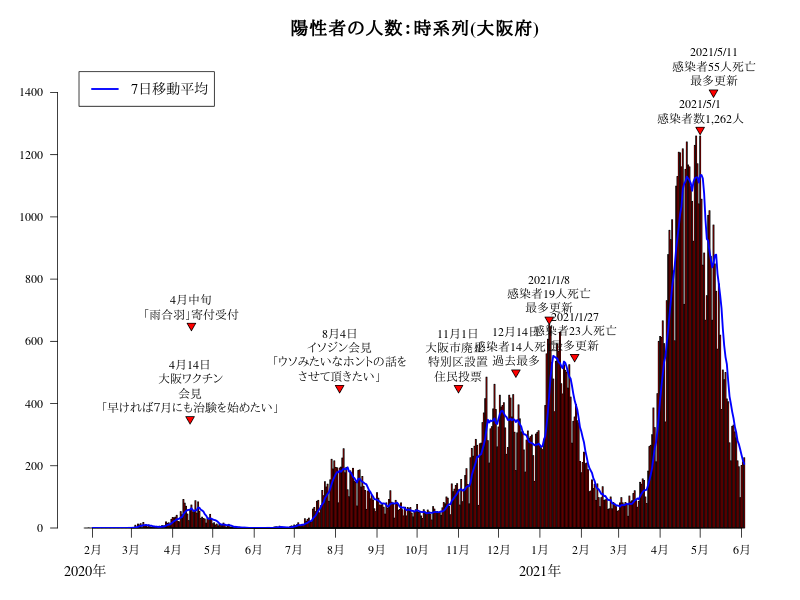 陽性者の人数：時系列(大阪府)
7日移動平均
2021/5/11
感染者55人死亡
最多更新
2021/5/1
感染者数1,262人
4月中旬
「雨合羽」寄付受付
4月14日
大阪ワクチン
会見
「早ければ7月にも治験を始めたい」
8月4日
イソジン会見
「ウソみたいなホントの話を
させて頂きたい」
11月1日
大阪市廃止
特別区設置
住民投票
12月14日
感染者14人死亡
過去最多
2021/1/8
感染者19人死亡
最多更新
2021/1/27
感染者23人死亡
最多更新
1400
1200
1000
800
600
400
200
0
2月 3月 4月 5月 6月 7月 8月 9月 10月 11月 12月 1月 2月 3月 4月 5月 6月
2020年 2021年